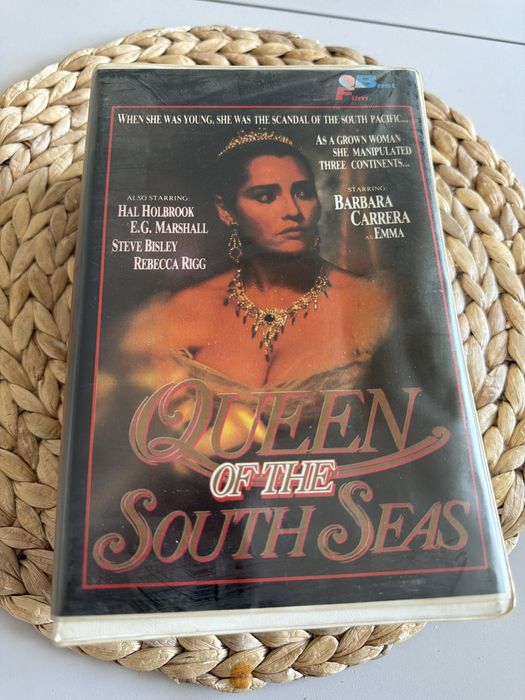 Best
Film
WHEN SHE WAS YOUNG, SHE WAS THE SCANDAL OF THE SOUTH PACIFIC...
AS A GROWN WOMAN
SHE MANIPULATED
THREE CONTINENTS...
ALSO STARRING:
HAL HOLBROOK
E.G. MARSHALL
STEVE BISLEY
REBECCA RIGG
STARRING:
BARBARA
CARRERA
AS EMMA
QUEEN
OF THE
SOUTH SEAS